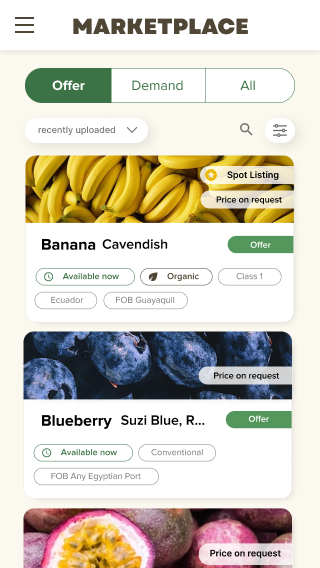 MARKETPLACE
Offer Demand All
recently uploaded
Spot Listing
Price on request
Banana Cavendish Offer
Available now Organic Class 1
Ecuador FOB Guayaquil
Price on request
Blueberry Suzi Blue, R... Offer
Available now Conventional
FOB Any Egyptian Port
Price on request